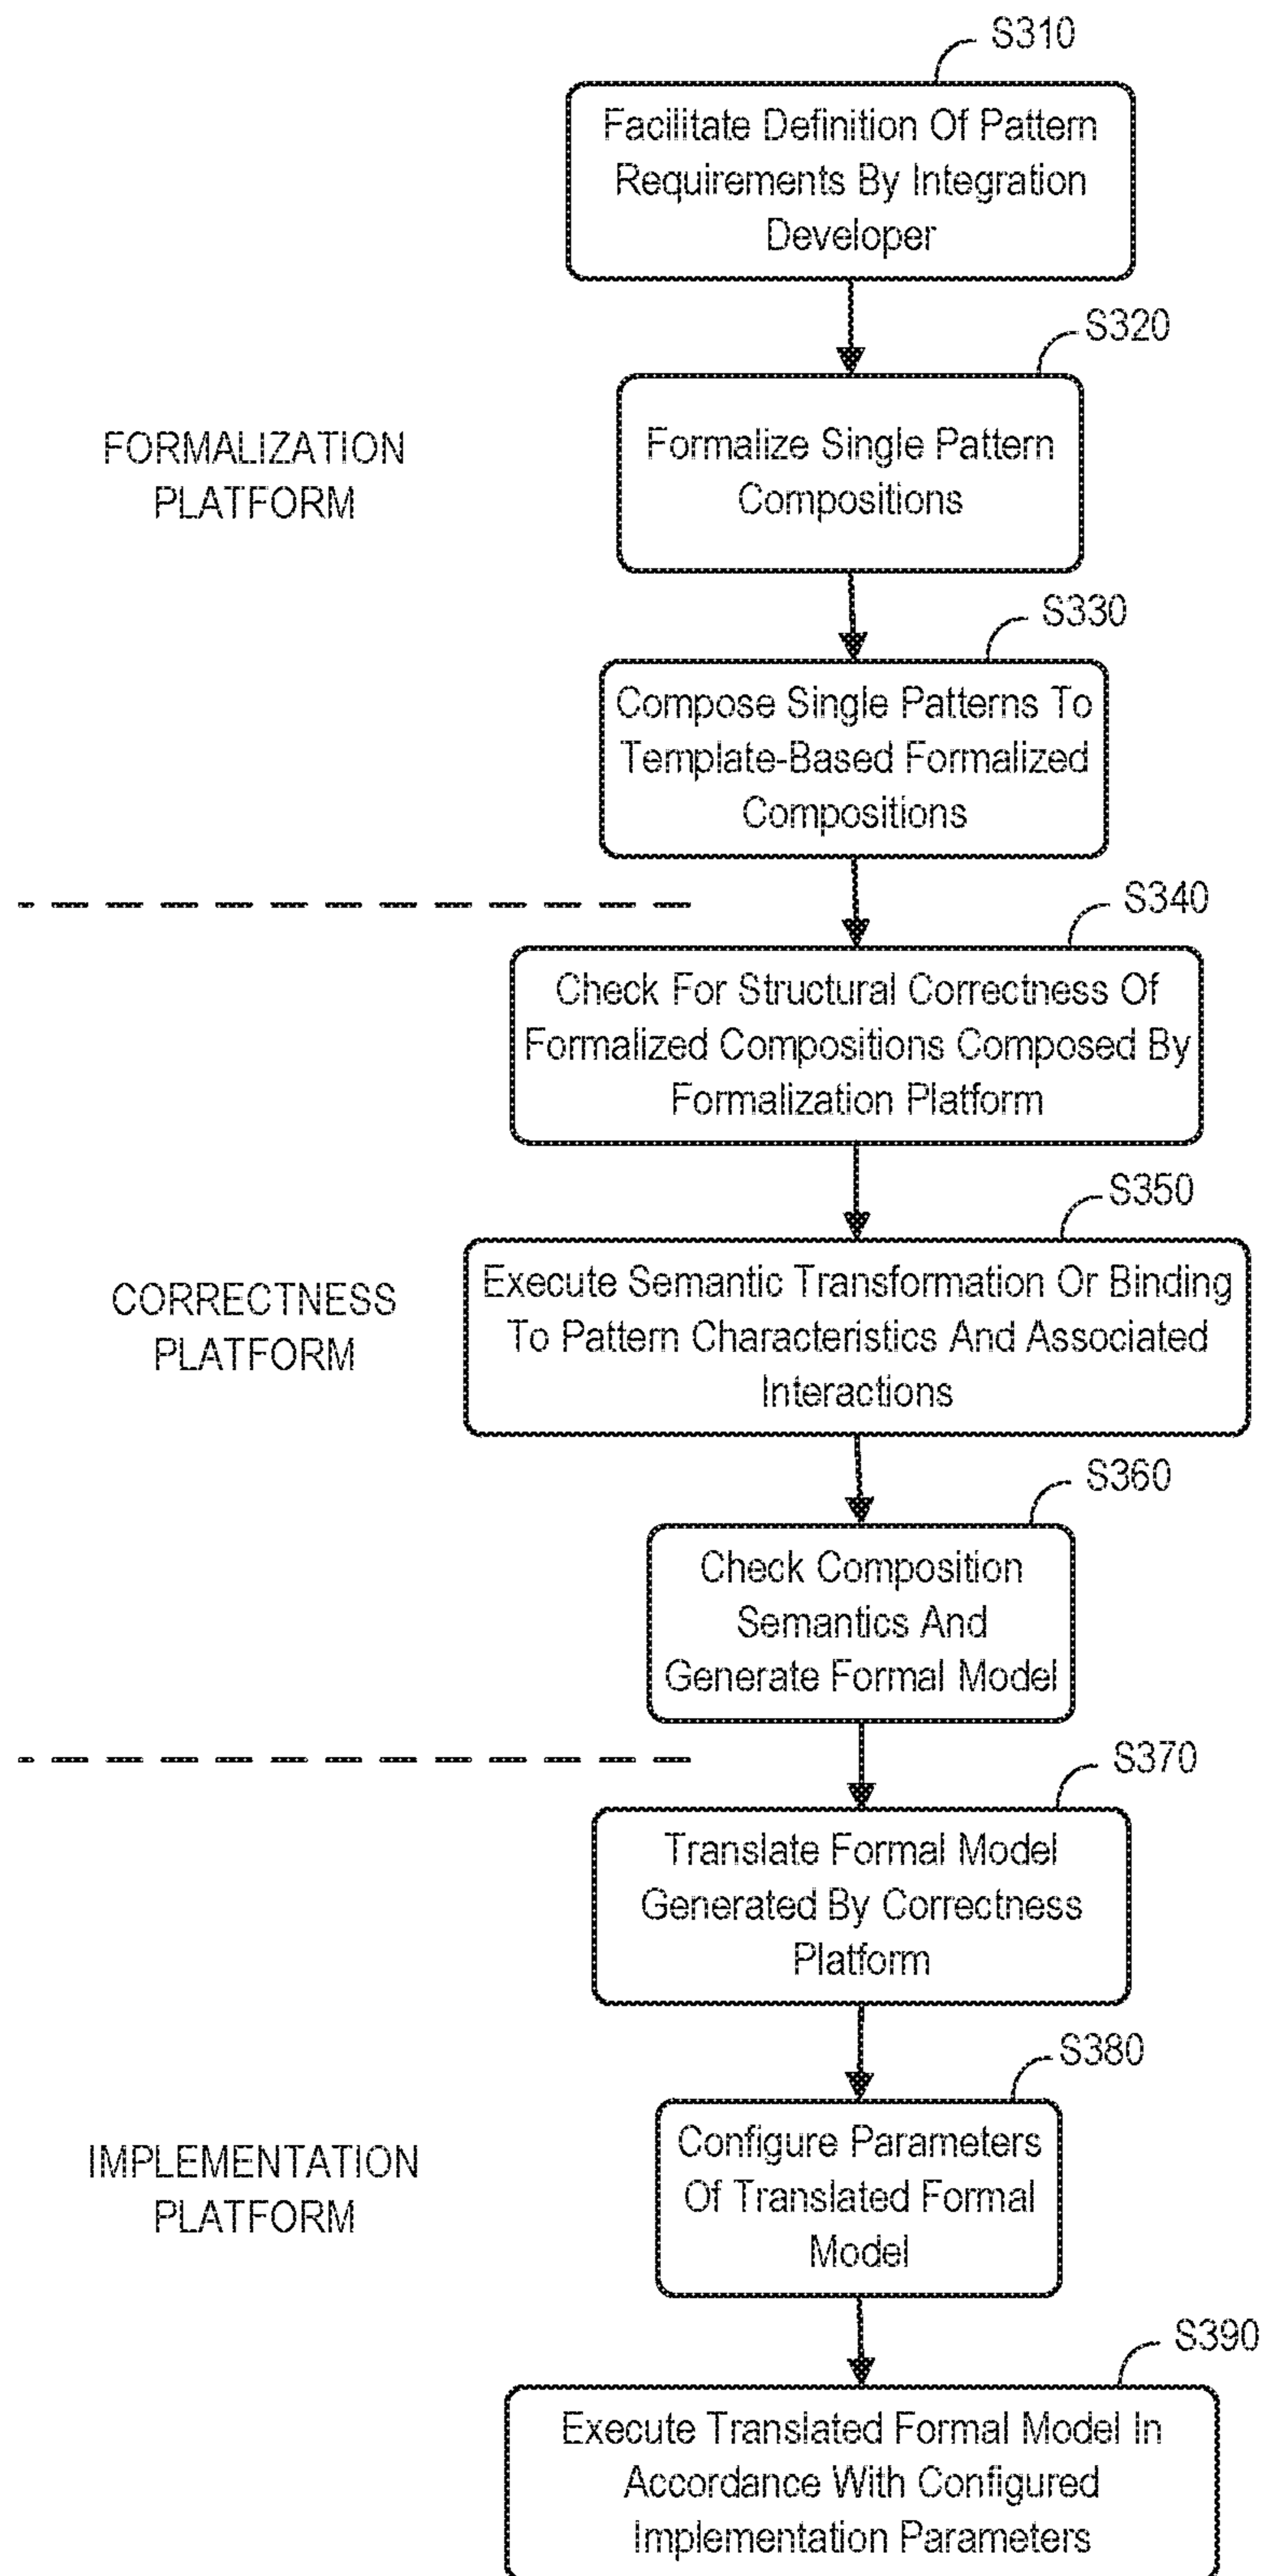 S310
Facilitate Definition Of Pattern
Requirements By Integration
Developer
S320
FORMALIZATION
PLATFORM
Formalize Single Pattern
Compositions
S330
Compose Single Patterns To
Template-Based Formalized
Compositions
S340
Check For Structural Correctness Of
Formalized Compositions Composed By
Formalization Platform
S350
CORRECTNESS
PLATFORM
Execute Semantic Transformation Or Binding
To Pattern Characteristics And Associated
Interactions
S360
Check Composition
Semantics And
Generate Formal Model
S370
Translate Formal Model
Generated By Correctness
Platform
S380
IMPLEMENTATION
PLATFORM
Configure Parameters
Of Translated Formal
Model
S390
Execute Translated Formal Model In
Accordance With Configured
Implementation Parameters